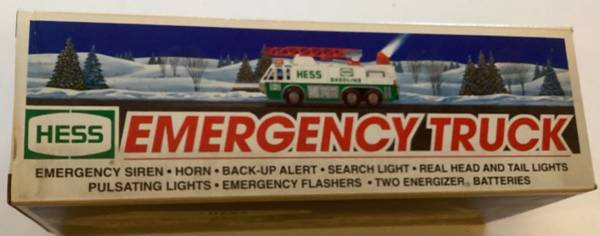 HESS
GASOLINE
HESS
EMERGENCY TRUCK
EMERGENCY SIREN • HORN • BACK-UP ALERT • SEARCH LIGHT • REAL HEAD AND TAIL LIGHTS
PULSATING LIGHTS • EMERGENCY FLASHERS • TWO ENERGIZER® BATTERIES